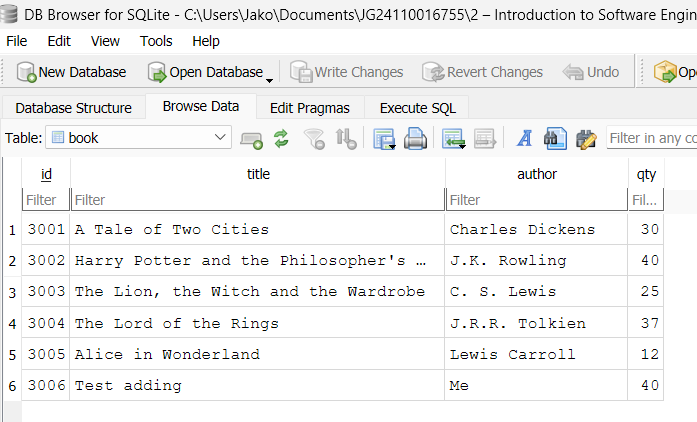 DB Browser for SQLite - C:\Users\Jako\Documents\JG24110016755\2 – Introduction to Software Engin
File Edit View Tools Help
New Database Open Database Write Changes Revert Changes Undo Op
Database Structure Browse Data Edit Pragmas Execute SQL
Table: book Filter in any co
id title author qty
Filter Filter Filter Fil...
1 3001 A Tale of Two Cities Charles Dickens 30
2 3002 Harry Potter and the Philosopher's … J.K. Rowling 40
3 3003 The Lion, the Witch and the Wardrobe C. S. Lewis 25
4 3004 The Lord of the Rings J.R.R. Tolkien 37
5 3005 Alice in Wonderland Lewis Carroll 12
6 3006 Test adding Me 40